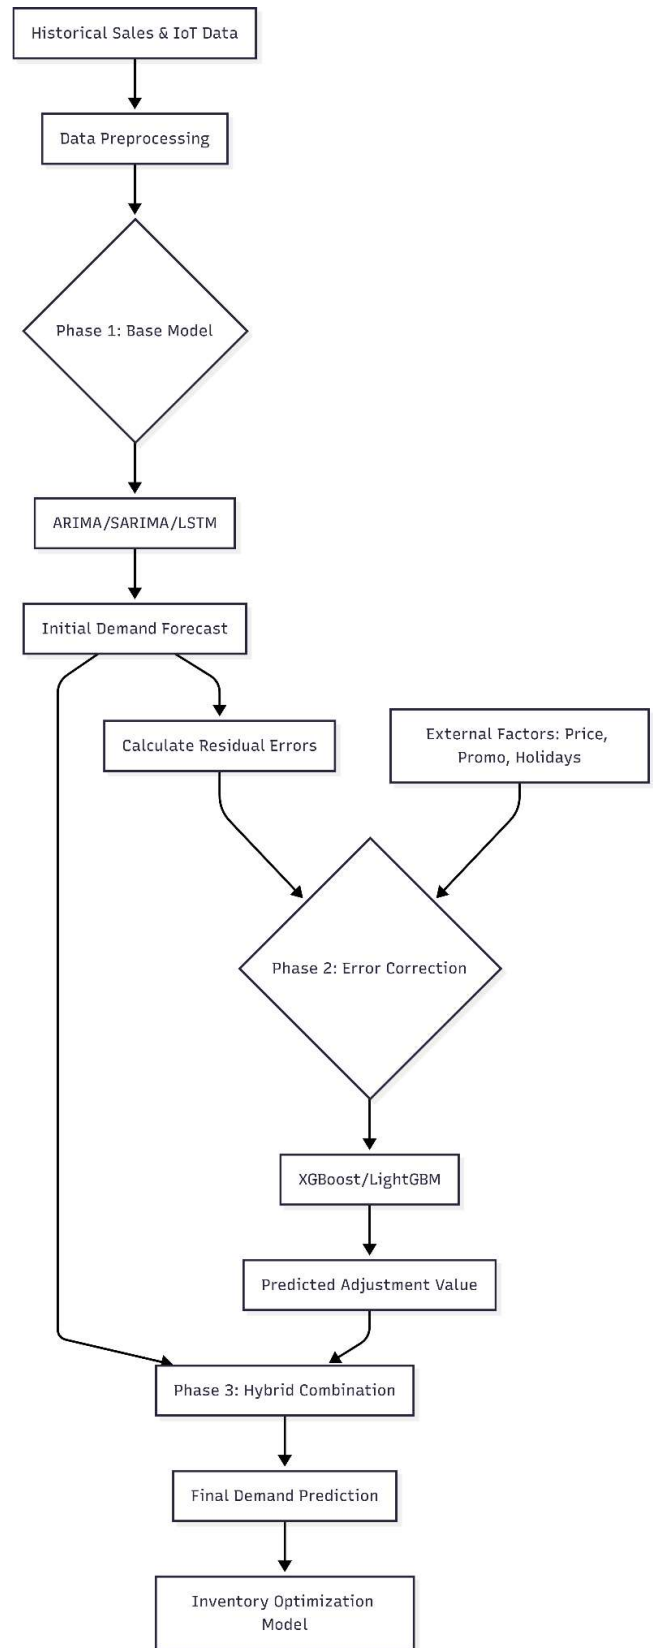 Historical Sales & IoT Data
Data Preprocessing
Phase 1: Base Model
ARIMA/SARIMA/LSTM
Initial Demand Forecast
Calculate Residual Errors
External Factors: Price,
Promo, Holidays
Phase 2: Error Correction
XGBoost/LightGBM
Predicted Adjustment Value
Phase 3: Hybrid Combination
Final Demand Prediction
Inventory Optimization
Model